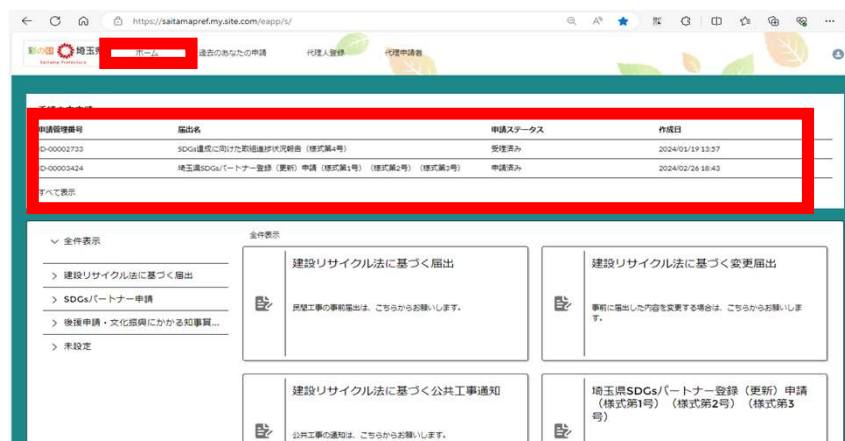 https://saitamapref.my.site.com/eapp/s/
彩の国 埼玉県
Saitama Prefecture
ホーム
過去のあなたの申請
代理人登録
代理申請者
申請管理番号 届出名 申請ステータス 作成日
ID-00002733 SDGs達成に向けた取組進捗状況報告（様式第4号） 受理済み 2024/01/19 13:57
ID-00003424 埼玉県SDGsパートナー登録（更新）申請（様式第1号）（様式第2号）（様式第3号） 申請済み 2024/02/26 18:43
すべて表示
全件表示
建設リサイクル法に基づく届出
SDGsパートナー申請
後援申請・文化振興にかかる知事賞...
未設定
全件表示
建設リサイクル法に基づく届出
民間工事の事前届出は、こちらからお願いします。
建設リサイクル法に基づく変更届出
事前に届出した内容を変更する場合は、こちらからお願いしま
す。
建設リサイクル法に基づく公共工事通知
公共工事の通知は、こちらからお願いします。
埼玉県SDGsパートナー登録（更新）申請
（様式第1号）（様式第2号）（様式第3
号）